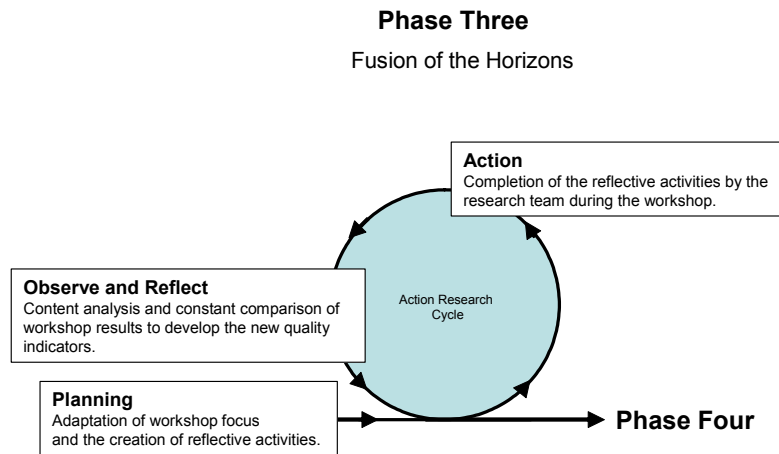 Phase Three
Fusion of the Horizons
Action
Completion of the reflective activities by the
research team during the workshop.
Observe and Reflect
Content analysis and constant comparison of
workshop results to develop the new quality
indicators.
Action Research
Cycle
Planning
Adaptation of workshop focus
and the creation of reflective activities.
Phase Four